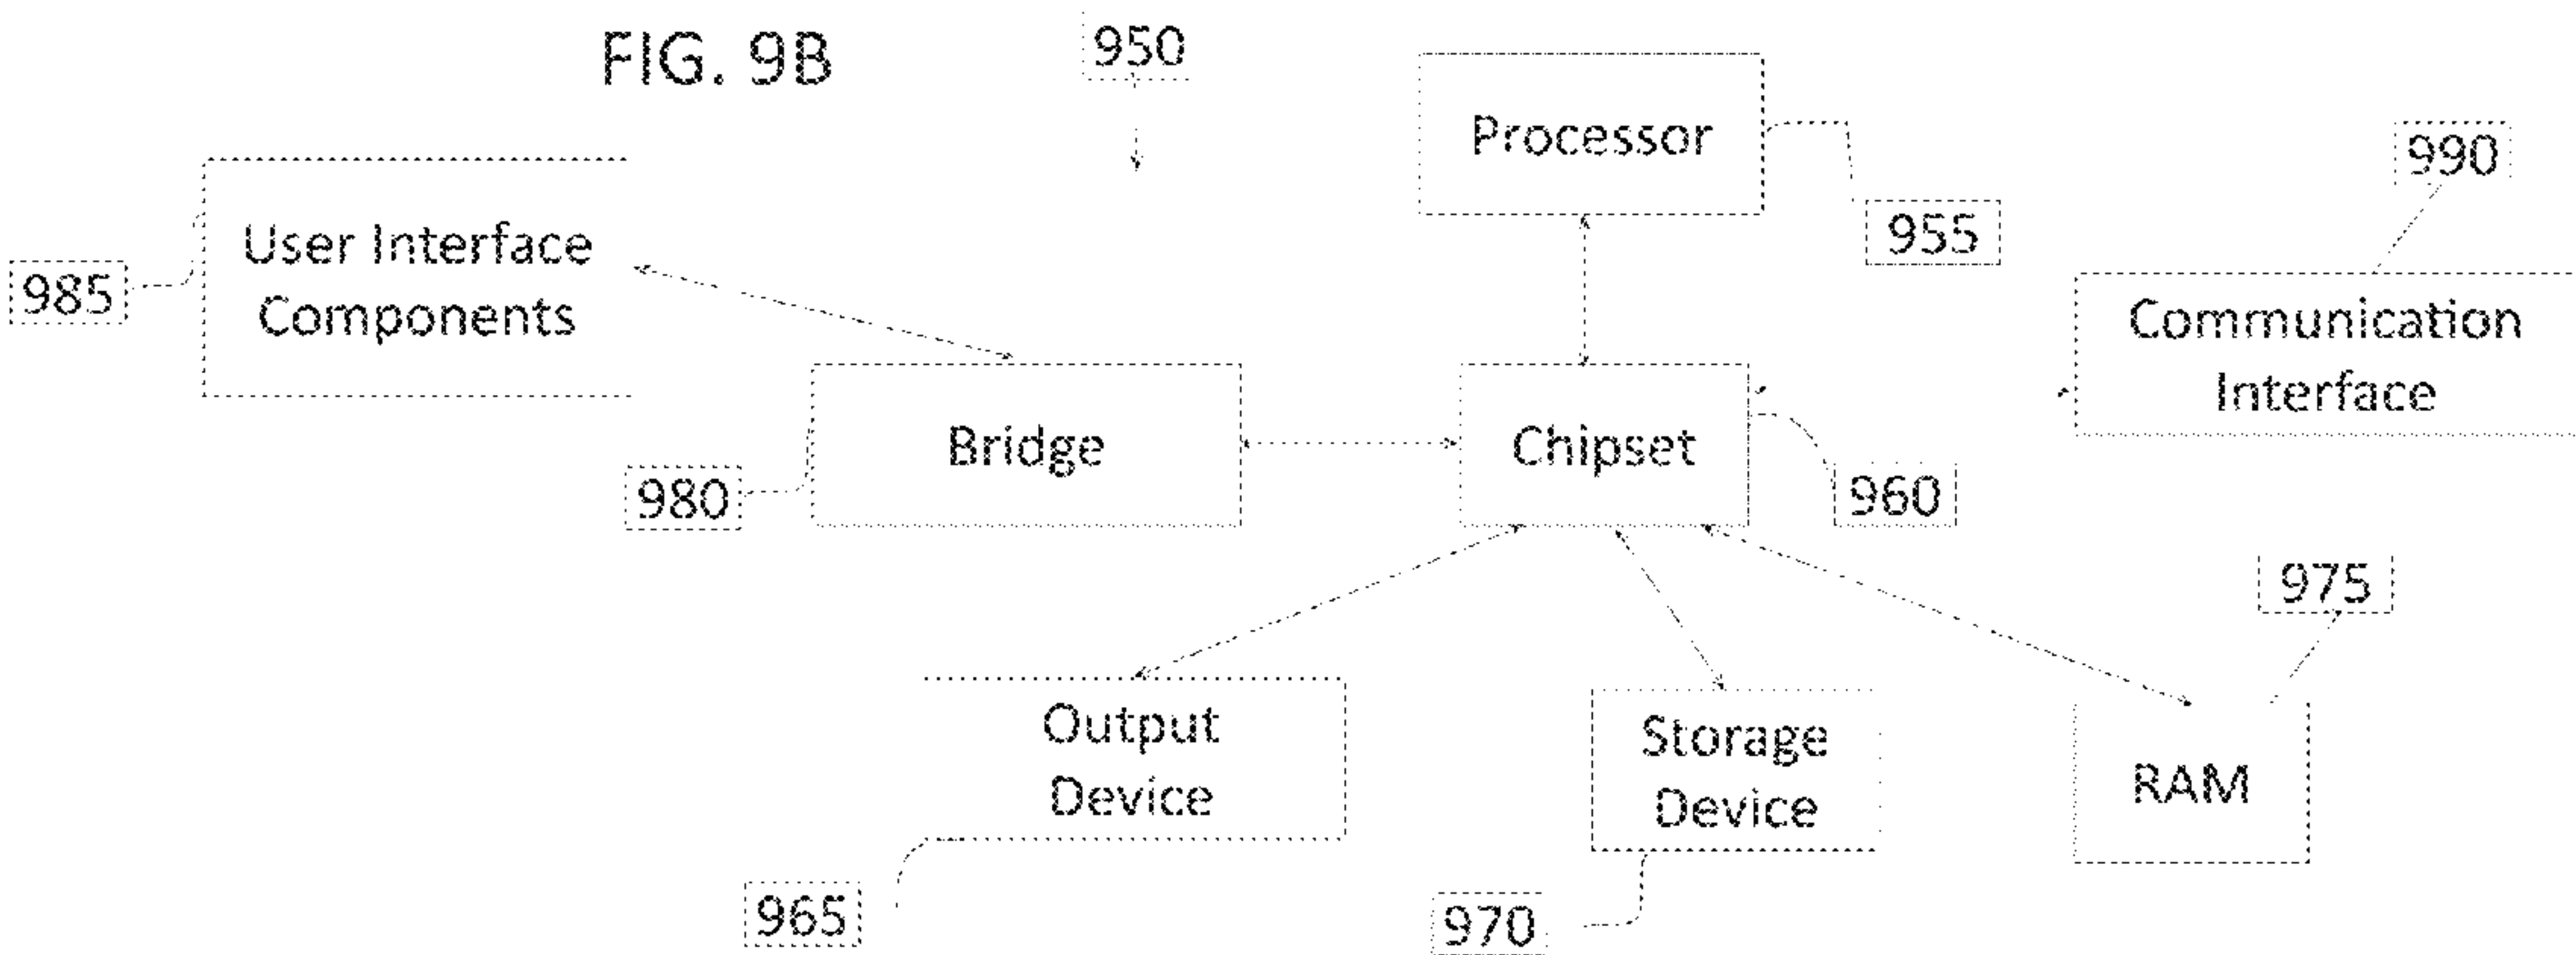 FIG. 9B
950
Processor
990
955
User Interface
Components
985
Communication
Interface
Bridge
Chipset
980
960
975
Output
Device
Storage
Device
RAM
965
970